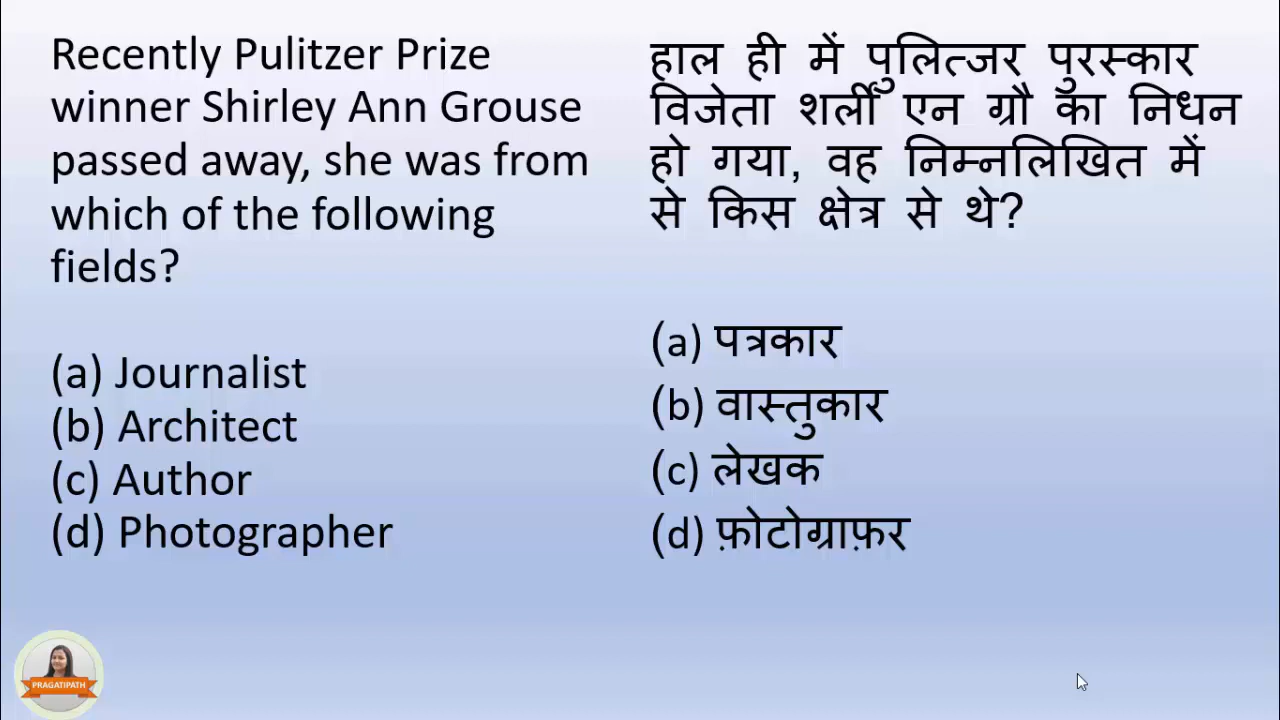 Recently Pulitzer Prize
winner Shirley Ann Grouse
passed away, she was from
which of the following
fields?
(a) Journalist
(b) Architect
(c) Author
(d) Photographer
हाल ही में पुलित्जर पुरस्कार
विजेता शर्ली एन ग्रौ का निधन
हो गया, वह निम्नलिखित में
से किस क्षेत्र से थे?
(a) पत्रकार
(b) वास्तुकार
(c) लेखक
(d) फ़ोटोग्राफ़र
PRAGATIPATH